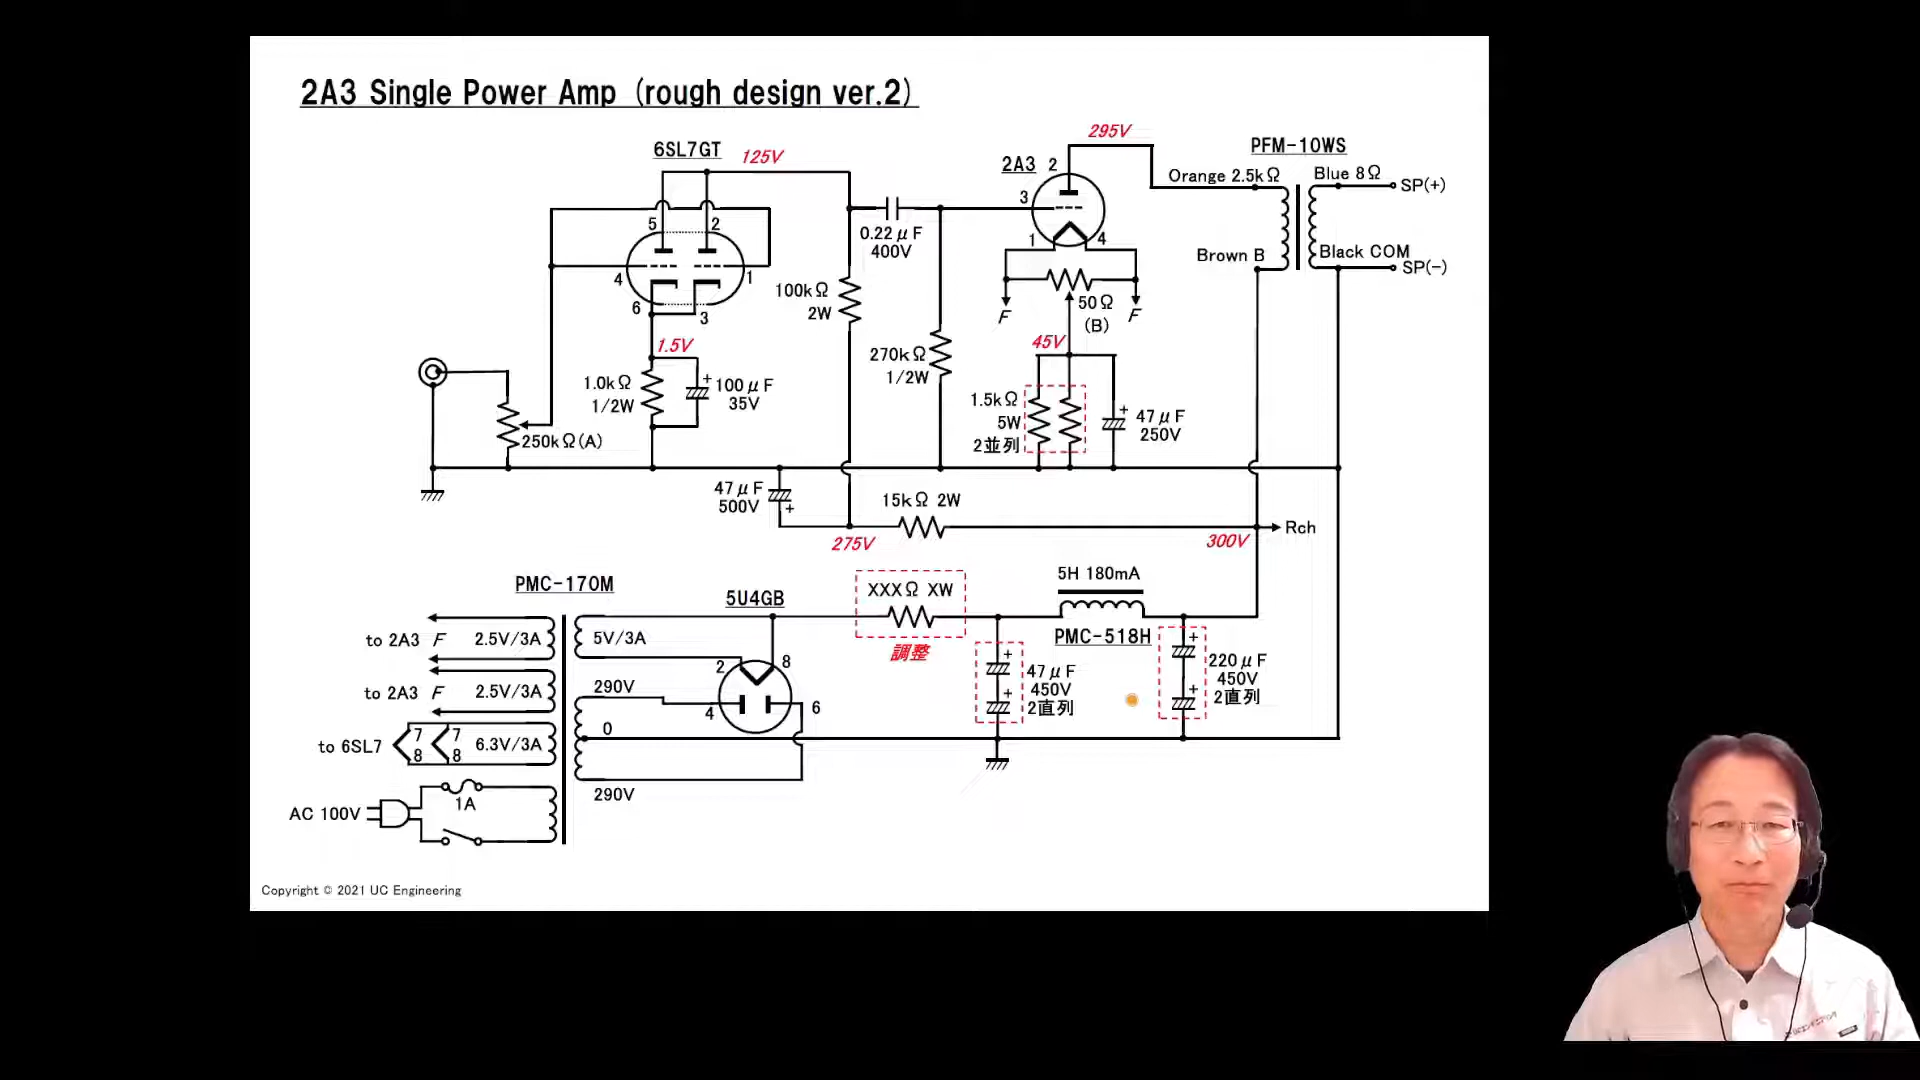 2A3 Single Power Amp (rough design ver.2)
6SL7GT
125V
5
2
4
1
6
3
1.5V
1.0kΩ
1/2W
100μF
35V
250kΩ(A)
100kΩ
2W
0.22μF
400V
270kΩ
1/2W
2A3
2
295V
3
1
4
F
F
50Ω
(B)
45V
1.5kΩ
5W
2並列
47μF
250V
PFM-10WS
Orange 2.5kΩ
Blue 8Ω
SP(+)
Brown B
Black COM
SP(-)
47μF
500V
15kΩ 2W
275V
300V
Rch
PMC-170M
to 2A3 F
2.5V/3A
to 2A3 F
2.5V/3A
to 6SL7
7
8
7
8
6.3V/3A
AC 100V
1A
5V/3A
290V
0
290V
5U4GB
2
8
4
6
XXXΩ XW
調整
5H 180mA
PMC-518H
47μF
450V
2直列
220μF
450V
2直列
Copyright © 2021 UC Engineering